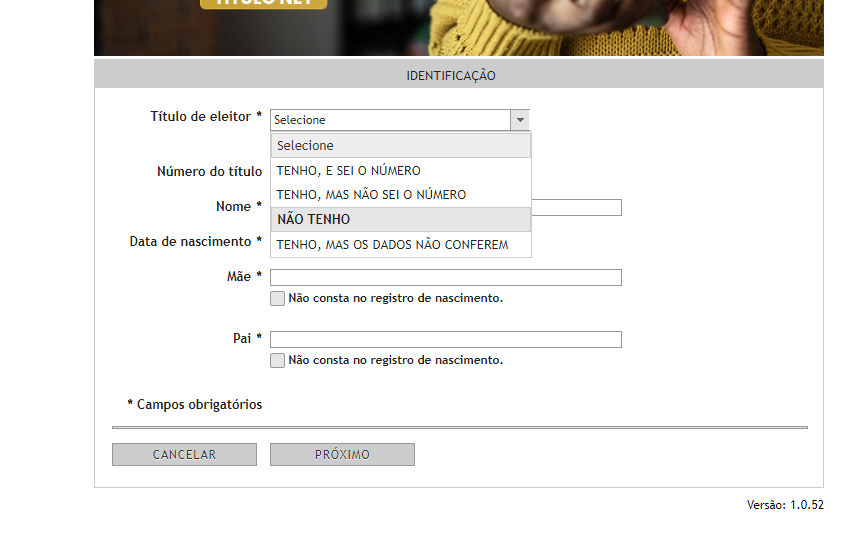 TÍTULO NET
IDENTIFICAÇÃO
Título de eleitor *
Selecione
Selecione
TENHO, E SEI O NÚMERO
TENHO, MAS NÃO SEI O NÚMERO
NÃO TENHO
TENHO, MAS OS DADOS NÃO CONFEREM
Número do título
Nome *
Data de nascimento *
Mãe *
Não consta no registro de nascimento.
Pai *
Não consta no registro de nascimento.
* Campos obrigatórios
CANCELAR PRÓXIMO
Versão: 1.0.52